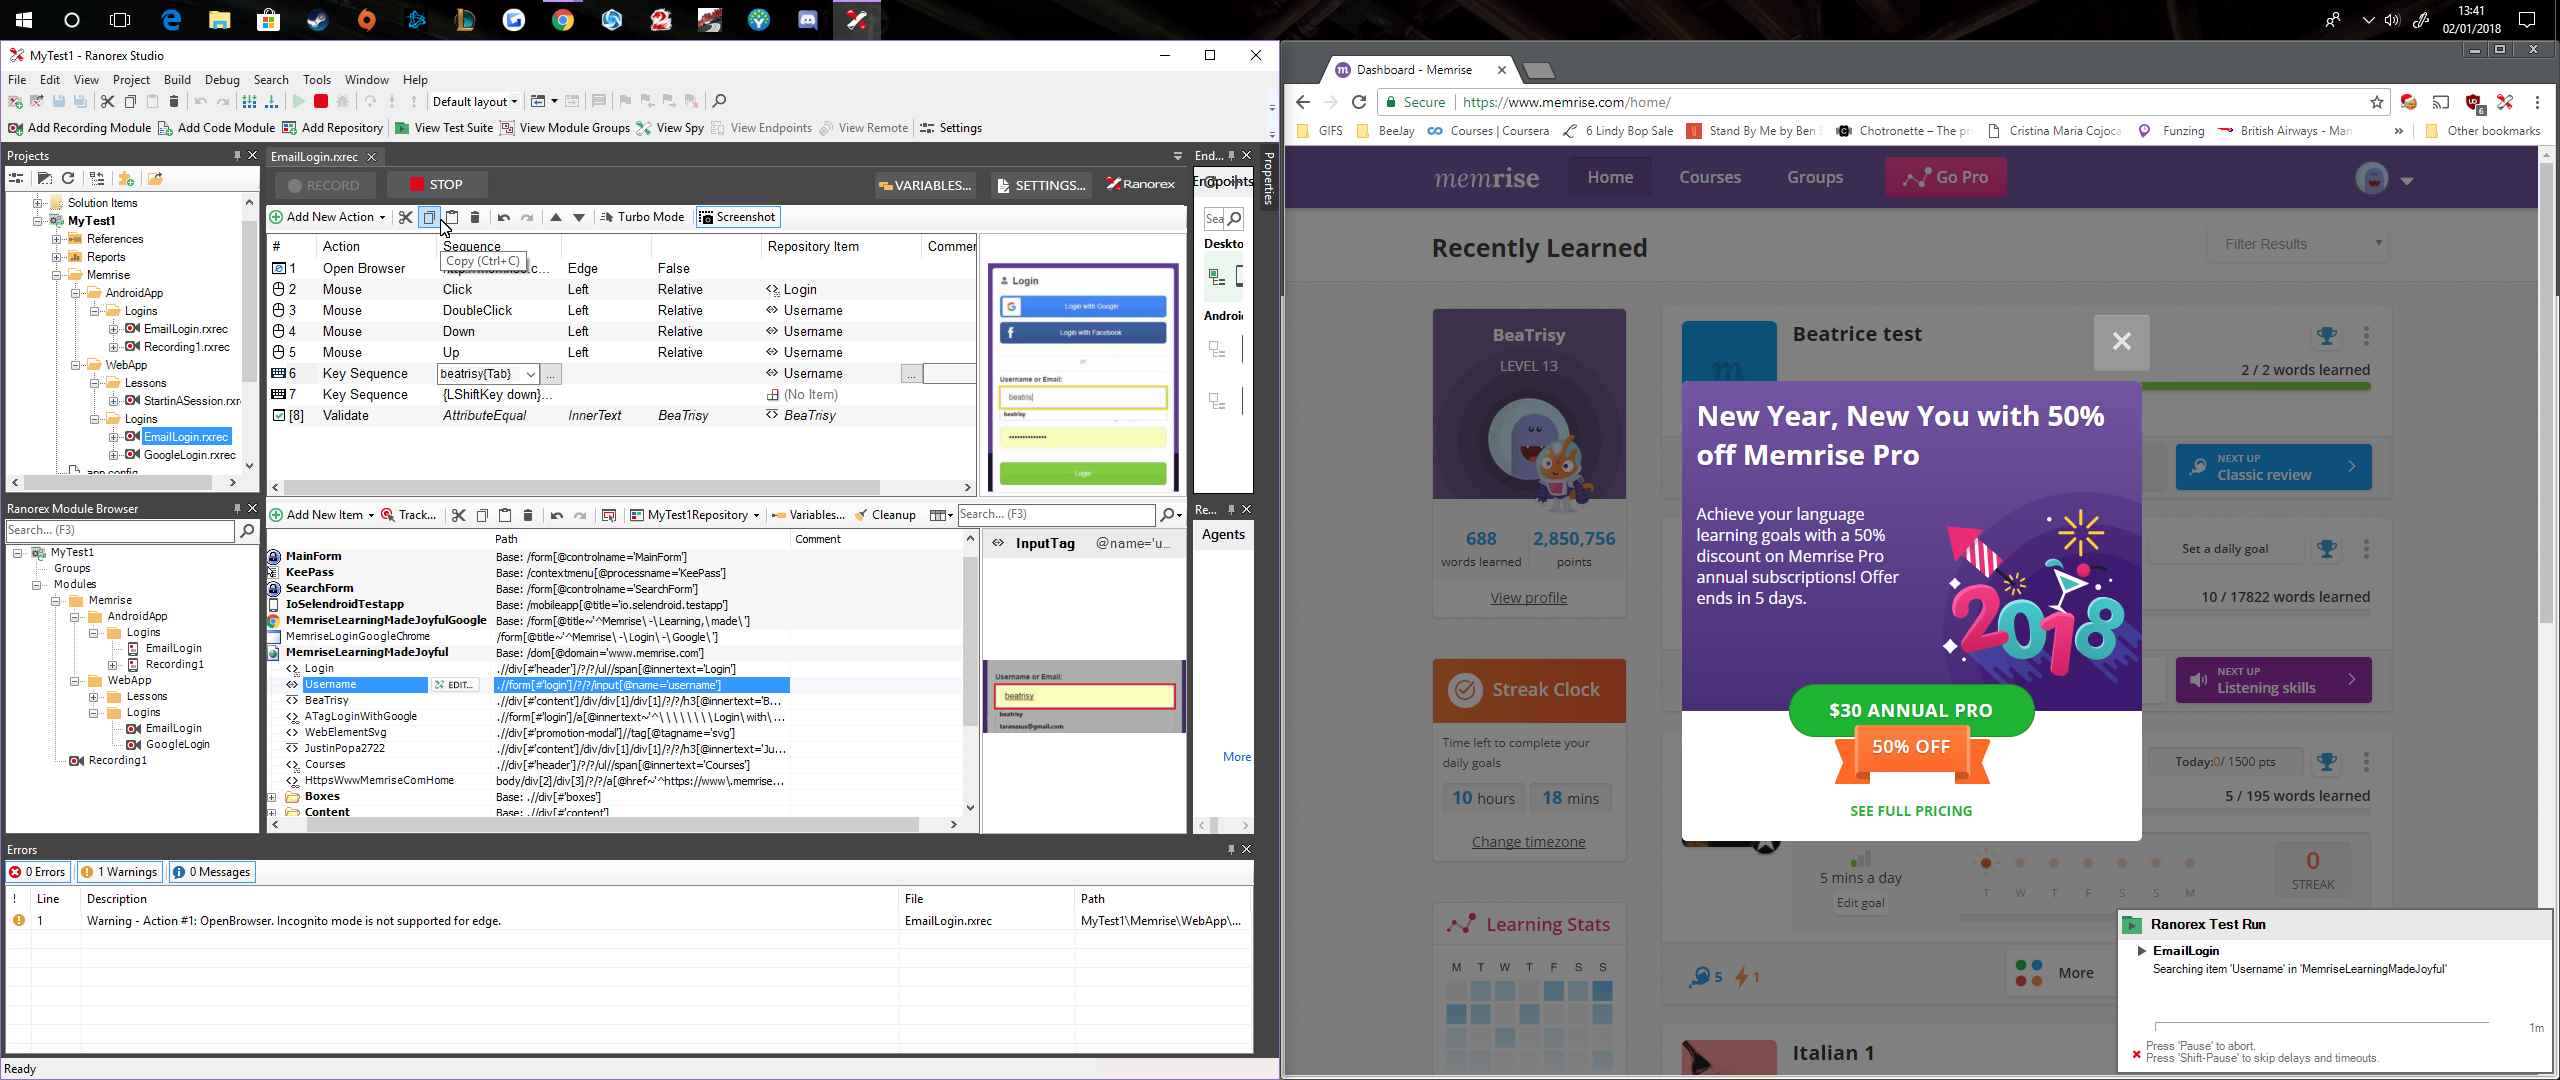 13:41
02/01/2018
MyTest1 - Ranorex Studio
File Edit View Project Build Debug Search Tools Window Help
Default layout
Add Recording Module Add Code Module Add Repository View Test Suite View Module Groups View Spy View Endpoints View Remote Settings
Projects
Solution Items
MyTest1
References
Reports
Memrise
AndroidApp
Logins
EmailLogin.rxrec
Recording1.rxrec
WebApp
Lessons
StartinASession.rxr
Logins
EmailLogin.rxrec
GoogleLogin.rxrec
app.config
EmailLogin.rxrec
RECORD STOP VARIABLES... SETTINGS... Ranorex
Add New Action Turbo Mode Screenshot
# Action Sequence Repository Item Commer
Copy (Ctrl+C)
1 Open Browser Edge False
2 Mouse Click Left Relative Login
3 Mouse DoubleClick Left Relative Username
4 Mouse Down Left Relative Username
5 Mouse Up Left Relative Username
6 Key Sequence beatrisy{Tab} ... Username ...
7 Key Sequence {LShiftKey down}... (No Item)
[8] Validate AttributeEqual InnerText BeaTrisy BeaTrisy
Login
Login with Google
Login with Facebook
or
Username or Email:
beatris
beatrisy
Login
End...
Endpoints
Sea
Deskto
Androi
Properties
Ranorex Module Browser
Search... (F3)
MyTest1
Groups
Modules
Memrise
AndroidApp
Logins
EmailLogin
Recording1
WebApp
Lessons
Logins
EmailLogin
GoogleLogin
Recording1
Add New Item Track... MyTest1Repository Variables... Cleanup Search... (F3)
Path Comment
MainForm Base: /form[@controlname='MainForm']
KeePass Base: /contextmenu[@processname='KeePass']
SearchForm Base: /form[@controlname='SearchForm']
IoSelendroidTestapp Base: /mobileapp[@title='io.selendroid.testapp']
MemriseLearningMadeJoyfulGoogle Base: /form[@title~'^Memrise\ -\ Learning,\ made\ ']
MemriseLoginGoogleChrome /form[@title~'^Memrise\ -\ Login\ -\ Google\ ']
MemriseLearningMadeJoyful Base: /dom[@domain='www.memrise.com']
Login .//div[#'header']/?/?/ul//span[@innertext='Login']
Username EDIT... .//form[#'login']/?/?/input[@name='username']
BeaTrisy .//div[#'content']/div/div[1]/div[1]/?/?/h3[@innertext='B...
ATagLoginWithGoogle .//form[#'login']/a[@innertext~'^\ \ \ \ \ \ \ \ Login\ with\ ...
WebElementSvg .//div[#'promotion-modal']//tag[@tagname='svg']
JustinPopa2722 .//div[#'content']/div/div[1]/div[1]/?/?/h3[@innertext='Ju...
Courses .//div[#'header']/?/?/ul//span[@innertext='Courses']
HttpsWwwMemriseComHome body/div[2]/div[3]/?/?/a[@href~'^https://www\.memrise...
Boxes Base: .//div[#'boxes']
Content Base: .//div[#'content']
InputTag @name='u...
Username or Email:
beatrisy
beatrisy
Re...
Agents
More
Errors
0 Errors 1 Warnings 0 Messages
! Line Description File Path
1 Warning - Action #1: OpenBrowser. Incognito mode is not supported for edge. EmailLogin.rxrec MyTest1\Memrise\WebApp\...
Ready
Dashboard - Memrise
Secure https://www.memrise.com/home/
GIFS BeeJay Courses | Coursera 6 Lindy Bop Sale Stand By Me by Ben Chotronette – The p Cristina Maria Cojoca Funzing British Airways - Man Other bookmarks
memrise Home Courses Groups Go Pro
Recently Learned
Filter Results
BeaTrisy
LEVEL 13
688
words learned
2,850,756
points
View profile
Beatrice test
2 / 2 words learned
NEXT UP
Classic review
Set a daily goal
10 / 17822 words learned
NEXT UP
Listening skills
Today:0/ 1500 pts
5 / 195 words learned
New Year, New You with 50%
off Memrise Pro
Achieve your language
learning goals with a 50%
discount on Memrise Pro
annual subscriptions! Offer
ends in 5 days.
2018
$30 ANNUAL PRO
50% OFF
SEE FULL PRICING
Streak Clock
Time left to complete your
daily goals
10 hours 18 mins
Change timezone
Learning Stats
M T W T F S S
5 mins a day
Edit goal
T W T F S S M
0
STREAK
5 1
More
Italian 1
Ranorex Test Run
EmailLogin
Searching item 'Username' in 'MemriseLearningMadeJoyful'
1m
Press 'Pause' to abort.
Press 'Shift-Pause' to skip delays and timeouts.